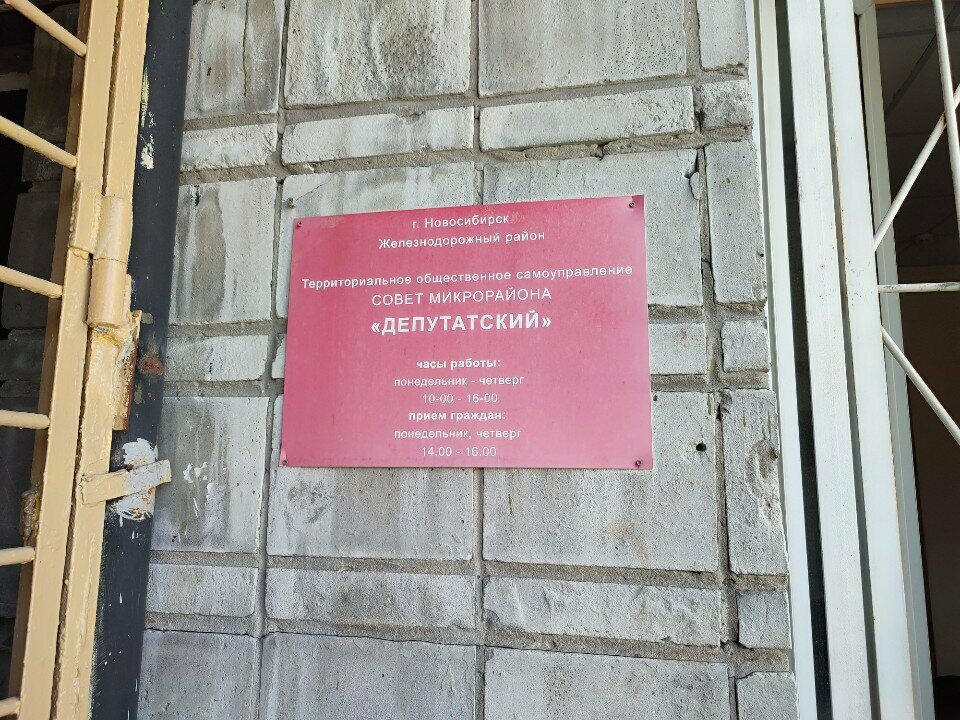 г. Новосибирск
Железнодорожный район
Территориальное общественное самоуправление
СОВЕТ МИКРОРАЙОНА
«ДЕПУТАТСКИЙ»
часы работы:
понедельник - четверг
10-00 - 16-00
прием граждан:
понедельник, четверг
14.00 - 16.00